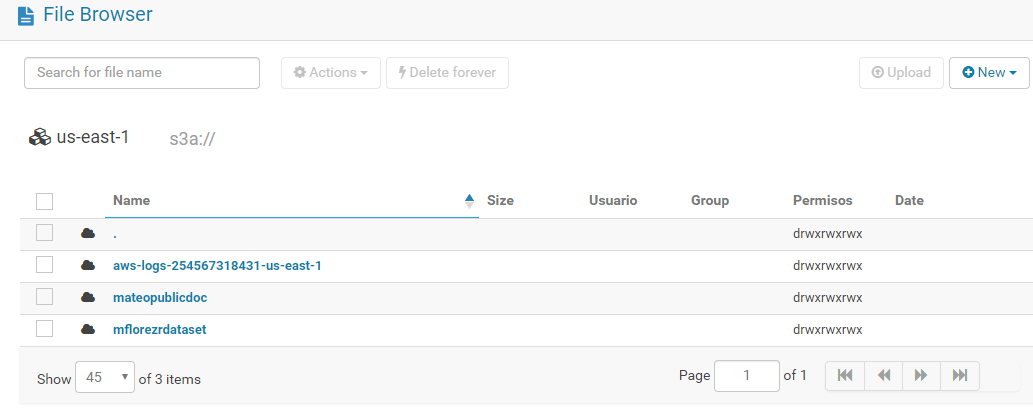 File Browser
Search for file name Actions Delete forever Upload New
us-east-1 s3a://
Name Size Usuario Group Permisos Date
. drwxrwxrwx
aws-logs-254567318431-us-east-1 drwxrwxrwx
mateopublicdoc drwxrwxrwx
mflorezrdataset drwxrwxrwx
Show 45 of 3 items Page 1 of 1